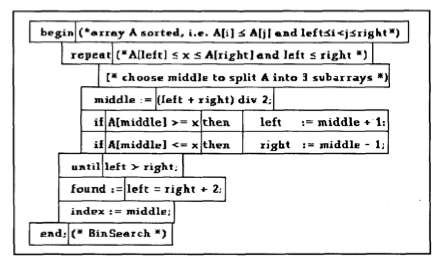 begin (*array A sorted, i.e. A[i] ≤ A[j] and left≤i<j≤right*)
repeat (*A[left] ≤ x ≤ A[right] and left ≤ right *)
(* choose middle to split A into 3 subarrays *)
middle := (left + right) div 2;
if A[middle] >= x then left := middle + 1;
if A[middle] <= x then right := middle - 1;
until left > right;
found := left = right + 2;
index := middle;
end; (* BinSearch *)